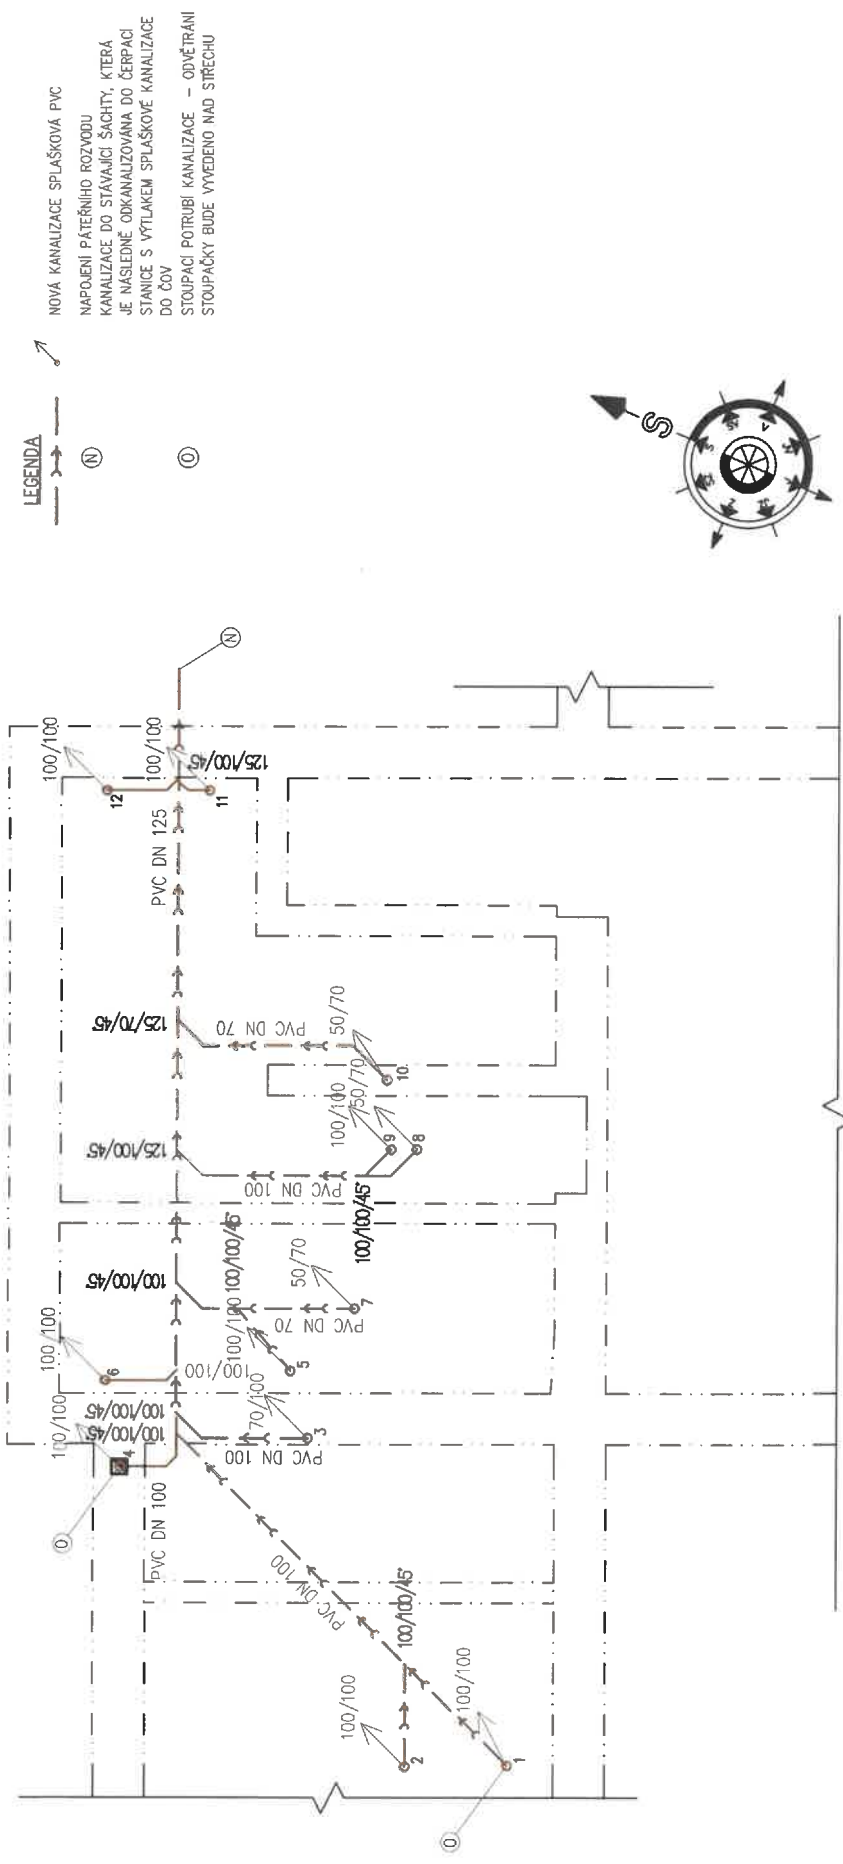 LEGENDA
NOVÁ KANALIZACE SPLAŠKOVÁ PVC
N
NAPOJENÍ PÁTEŘNÍHO ROZVODU
KANALIZACE DO STÁVAJÍCÍ ŠACHTY, KTERÁ
JE NÁSLEDNĚ ODKANALIZOVÁNA DO ČERPACÍ
STANICE S VÝTLAKEM SPLAŠKOVÉ KANALIZACE
DO ČOV
O
STOUPACÍ POTRUBÍ KANALIZACE - ODVĚTRÁNÍ
STOUPAČKY BUDE VYVEDENO NAD STŘECHU
S
O
100/100
4
PVC DN 100
100/100/45°
100/100/45°
100/100
6
100/100
70/100
3
PVC DN 100
PVC DN 100
100/100
2
100/100/45°
100/100
1
O
100/100/45°
100/100/45°
100/100
5
50/70
7
PVC DN 70
125/100/45°
PVC DN 100
100/100/45°
100/100
9
50/70
8
125/70/45°
PVC DN 70
50/70
10
PVC DN 125
100/100
12
100/100
11
125/100/45°
N